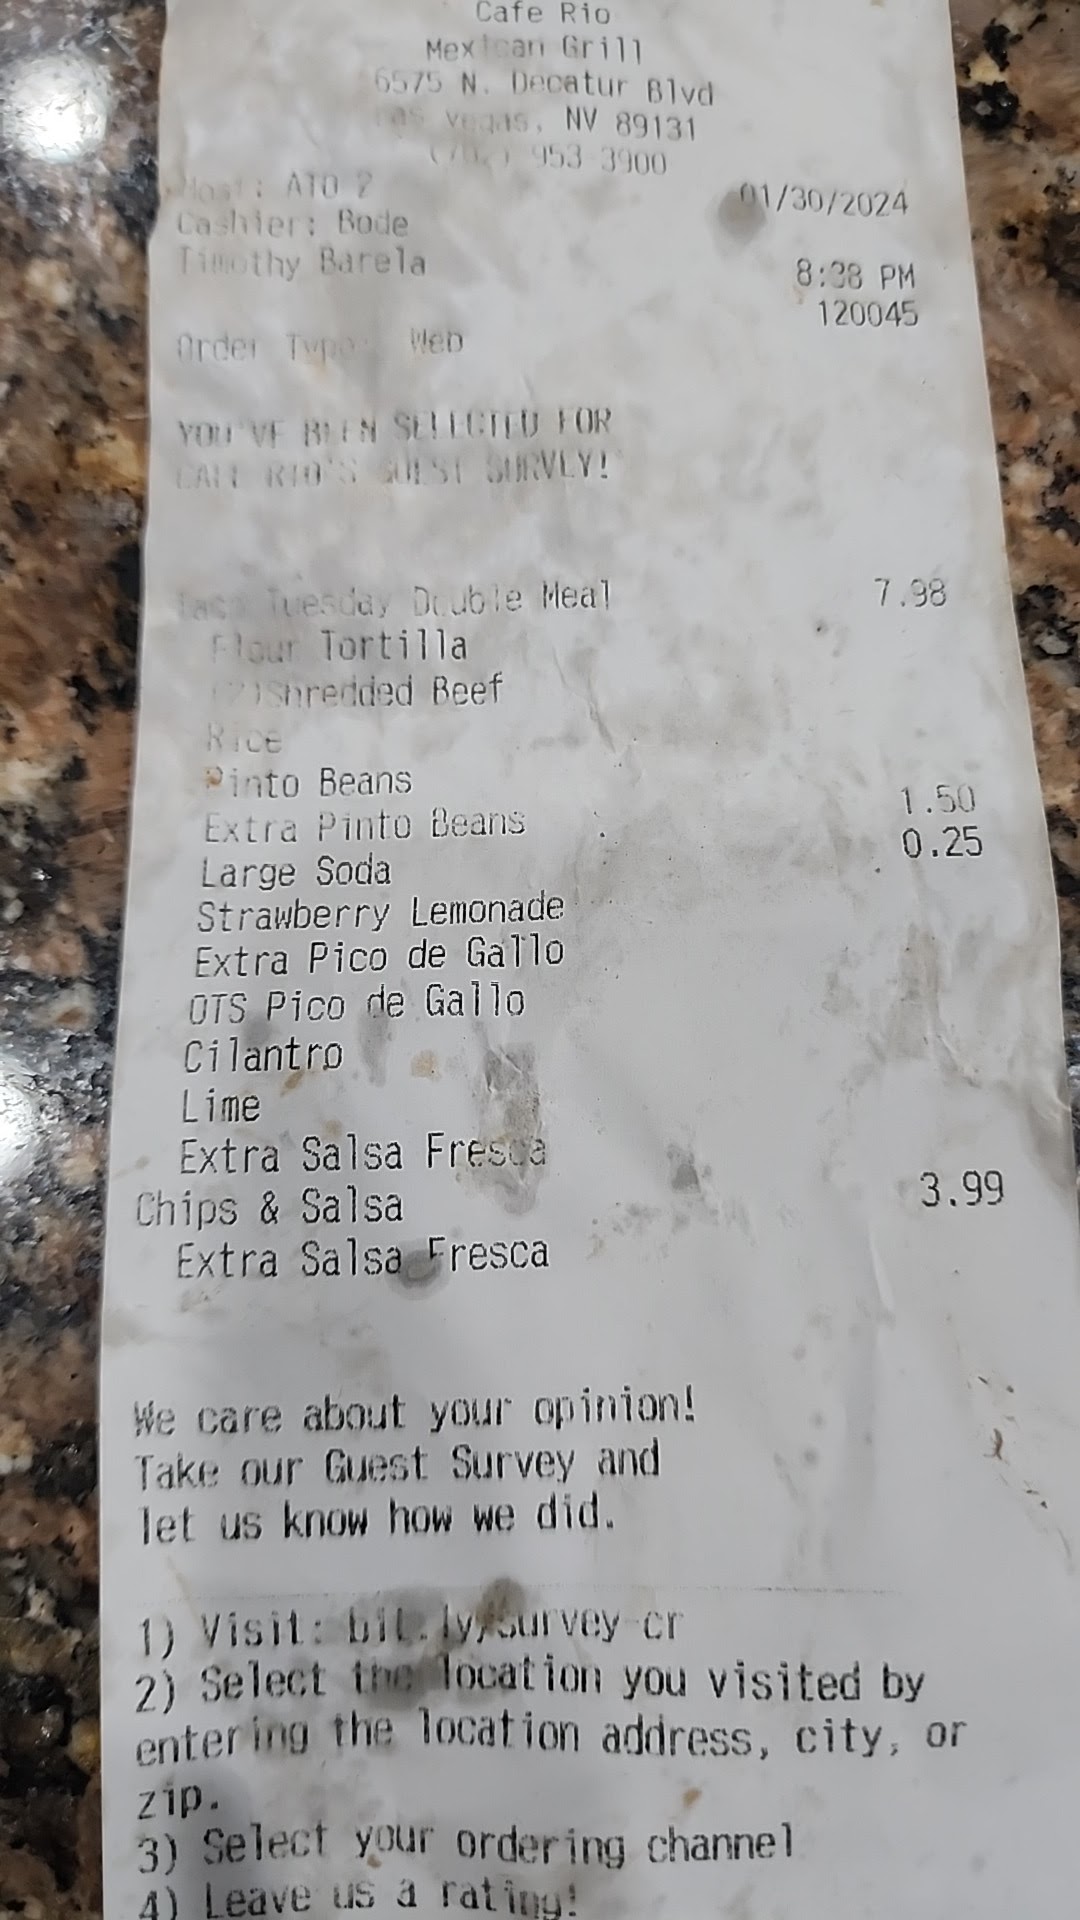 Cafe Rio
Mexican Grill
6575 N. Decatur Blvd
Las Vegas, NV 89131
(702) 953-3900
Host: ATO 2
01/30/2024
Cashier: Bode
Timothy Barela
8:38 PM
120045
Order Type: Web
YOU'VE BEEN SELECTED FOR
CAFE RIO'S GUEST SURVEY!
Taco Tuesday Double Meal 7.98
Flour Tortilla
(2)Shredded Beef
Rice
Pinto Beans
Extra Pinto Beans 1.50
Large Soda 0.25
Strawberry Lemonade
Extra Pico de Gallo
OTS Pico de Gallo
Cilantro
Lime
Extra Salsa Fresca
Chips & Salsa 3.99
Extra Salsa Fresca
We care about your opinion!
Take our Guest Survey and
let us know how we did.
1) Visit: bit.ly/survey-cr
2) Select the location you visited by
entering the location address, city, or
zip.
3) Select your ordering channel
4) Leave us a rating!